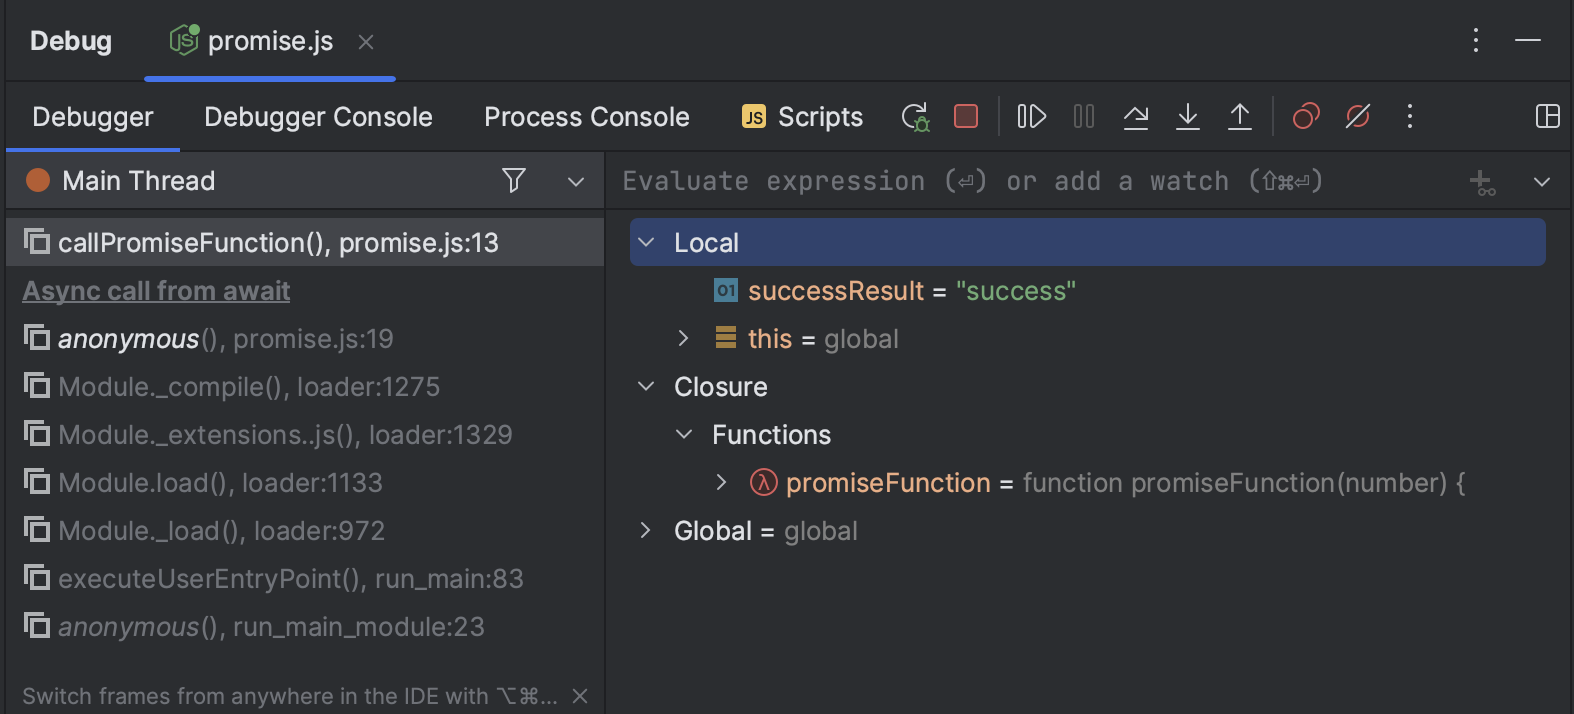 Debug promise.js
Debugger Debugger Console Process Console JS Scripts
Main Thread
Evaluate expression (⏎) or add a watch (⇧⌘⏎)
callPromiseFunction(), promise.js:13
Async call from await
anonymous(), promise.js:19
Module._compile(), loader:1275
Module._extensions..js(), loader:1329
Module.load(), loader:1133
Module._load(), loader:972
executeUserEntryPoint(), run_main:83
anonymous(), run_main_module:23
Switch frames from anywhere in the IDE with ⌥⌘...
Local
01 successResult = "success"
this = global
Closure
Functions
λ promiseFunction = function promiseFunction(number) {
Global = global